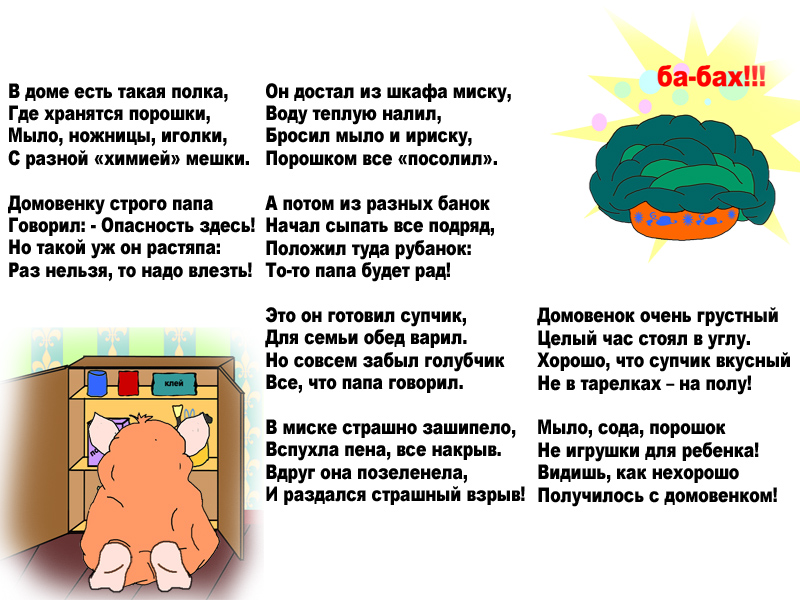 В доме есть такая полка,
Где хранятся порошки,
Мыло, ножницы, иголки,
С разной «химией» мешки.
Домовенку строго папа
Говорил: - Опасность здесь!
Но такой уж он растяпа:
Раз нельзя, то надо влезть!
клей
Он достал из шкафа миску,
Воду теплую налил,
Бросил мыло и ириску,
Порошком все «посолил».
А потом из разных банок
Начал сыпать все подряд,
Положил туда рубанок:
То-то папа будет рад!
Это он готовил супчик,
Для семьи обед варил.
Но совсем забыл голубчик
Все, что папа говорил.
В миске страшно зашипело,
Вспухла пена, все накрыв.
Вдруг она позеленела,
И раздался страшный взрыв!
ба-бах!!!
Домовенок очень грустный
Целый час стоял в углу.
Хорошо, что супчик вкусный
Не в тарелках – на полу!
Мыло, сода, порошок
Не игрушки для ребенка!
Видишь, как нехорошо
Получилось с домовенком!